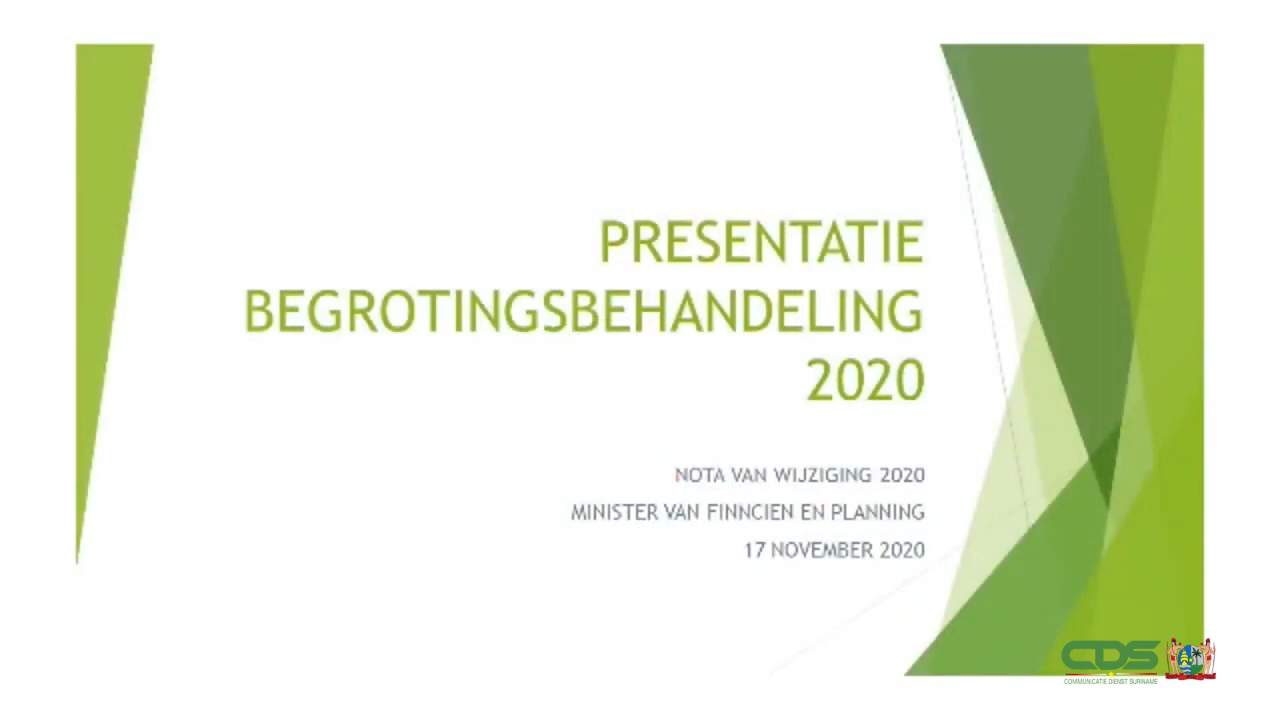 PRESENTATIE
BEGROTINGSBEHANDELING
2020
NOTA VAN WIJZIGING 2020
MINISTER VAN FINNCIEN EN PLANNING
17 NOVEMBER 2020
CDS
COMMUNICATIE DIENST SURINAME